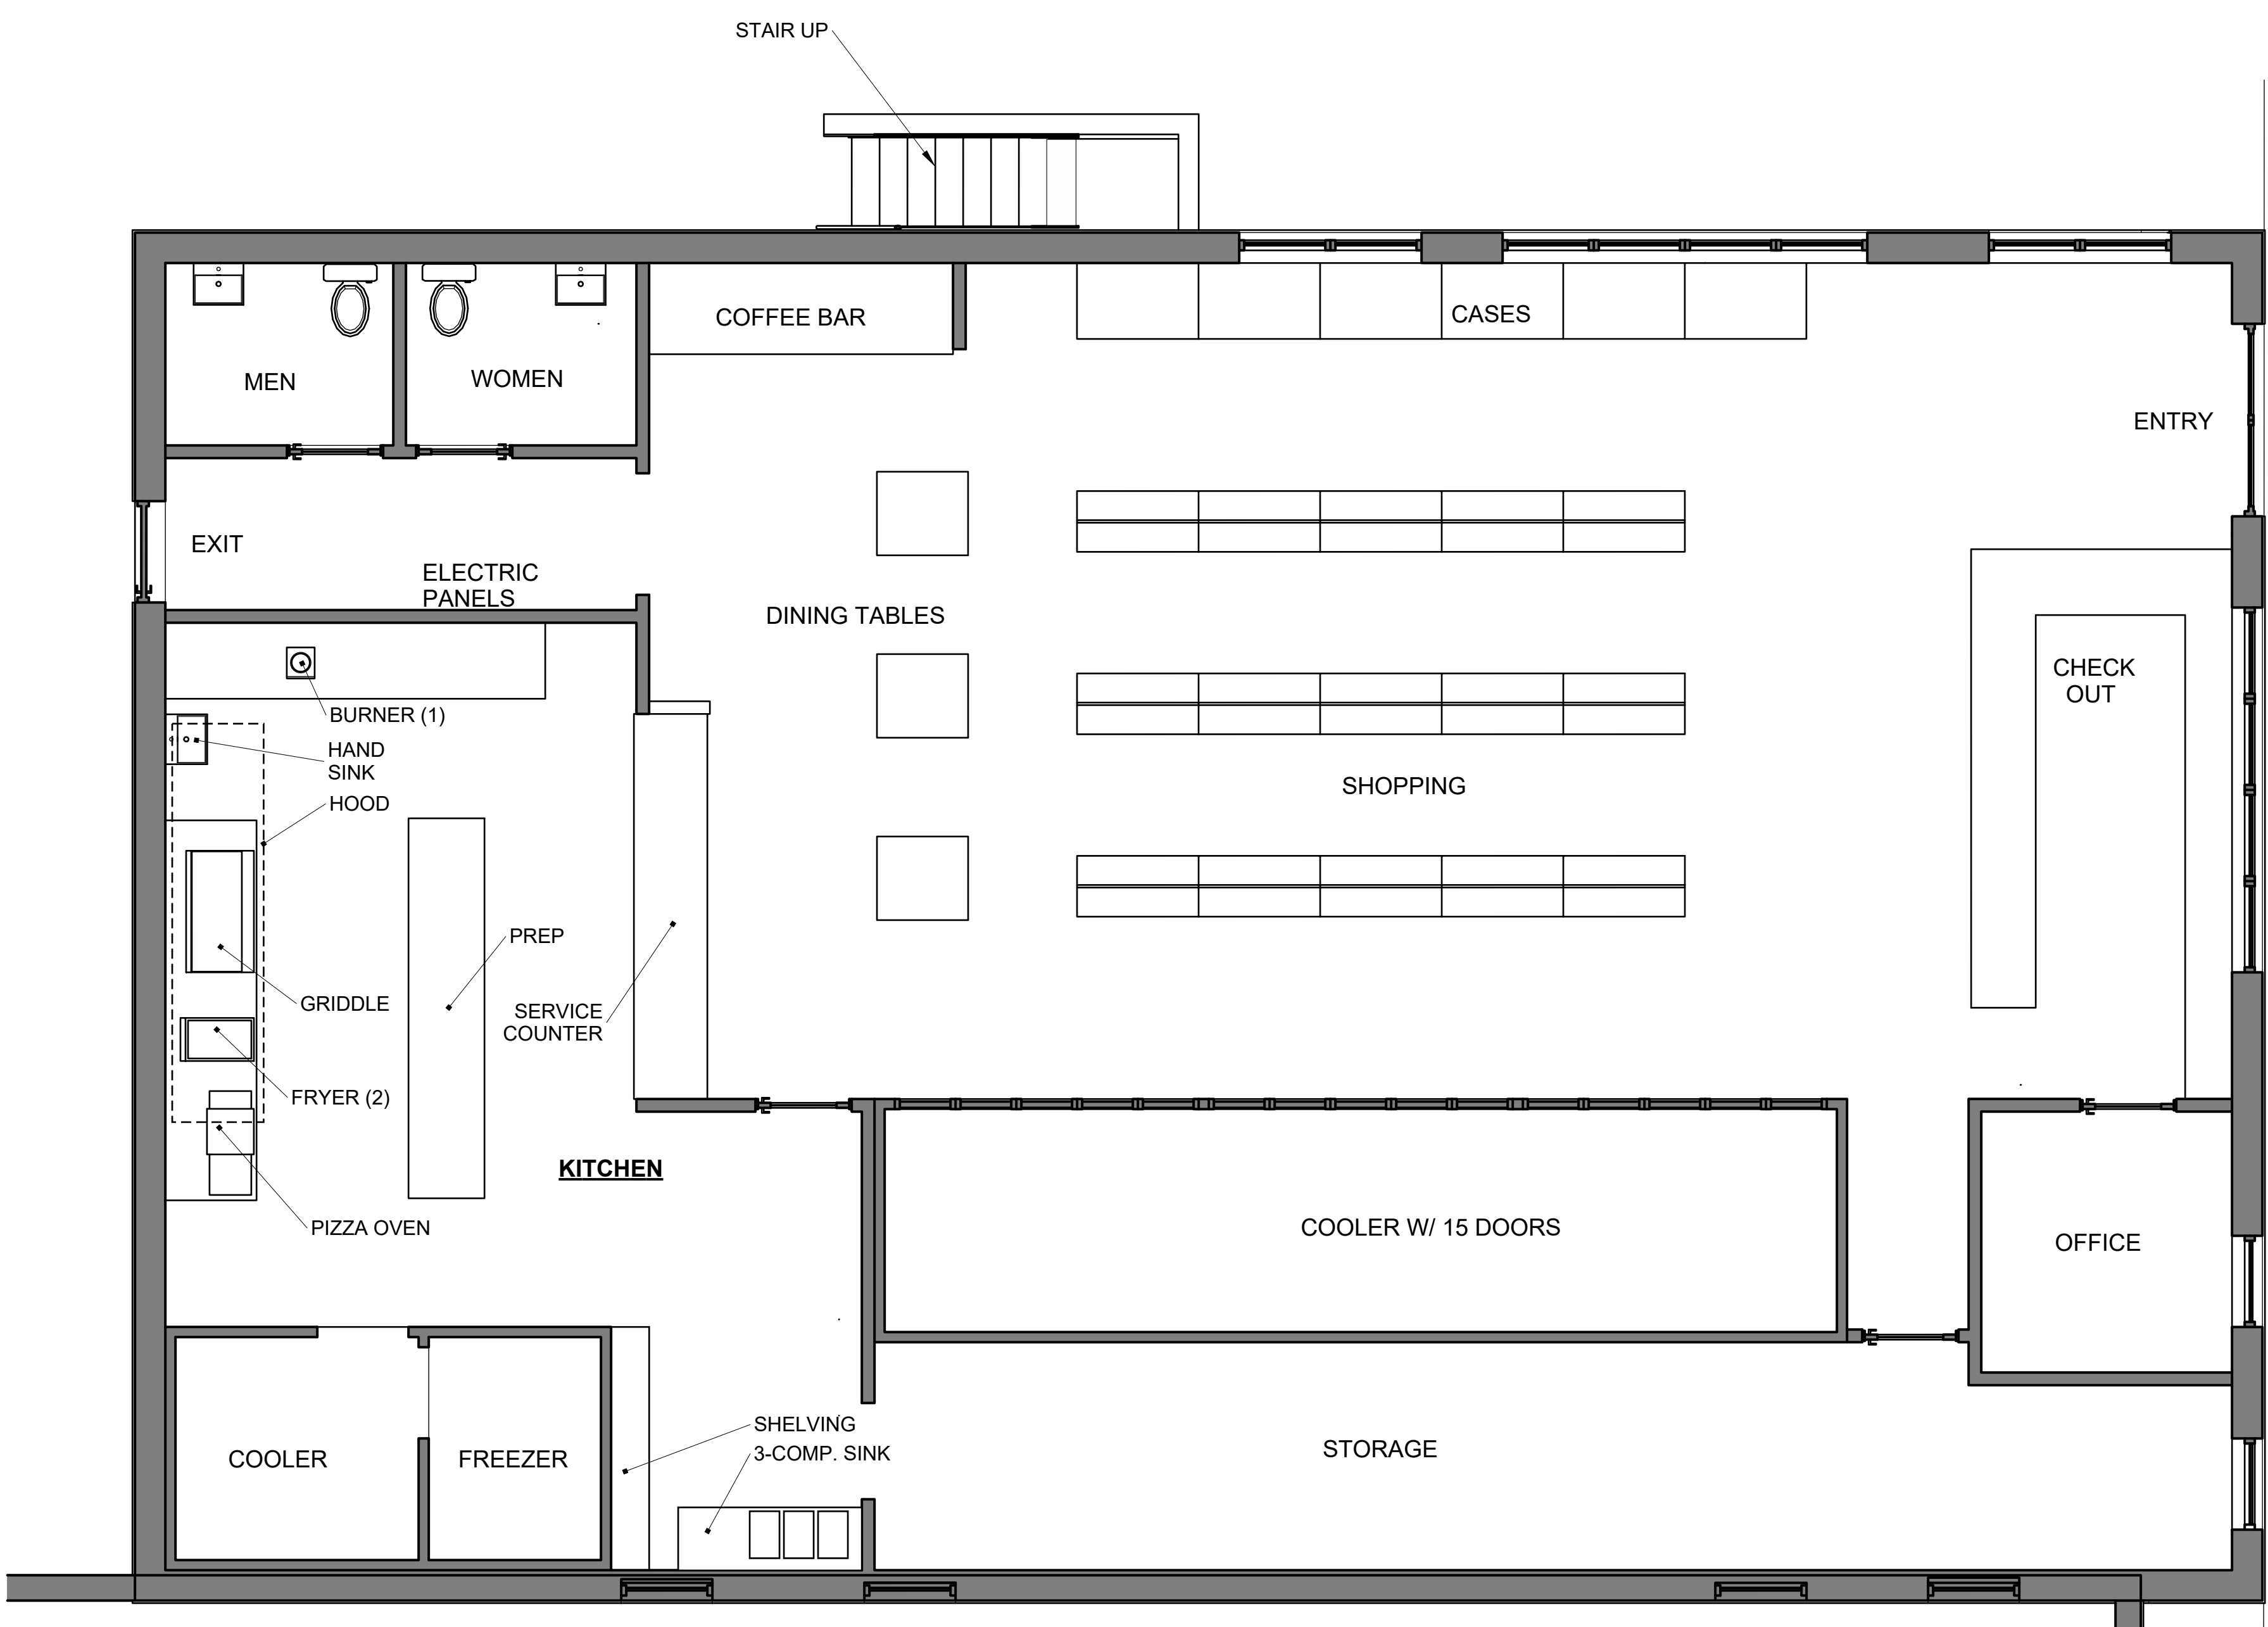 STAIR UP
COFFEE BAR
CASES
MEN
WOMEN
ENTRY
EXIT
ELECTRIC
PANELS
DINING TABLES
CHECK
OUT
BURNER (1)
HAND
SINK
HOOD
SHOPPING
PREP
GRIDDLE
SERVICE
COUNTER
FRYER (2)
KITCHEN
PIZZA OVEN
COOLER W/ 15 DOORS
OFFICE
SHELVING
3-COMP. SINK
COOLER
FREEZER
STORAGE